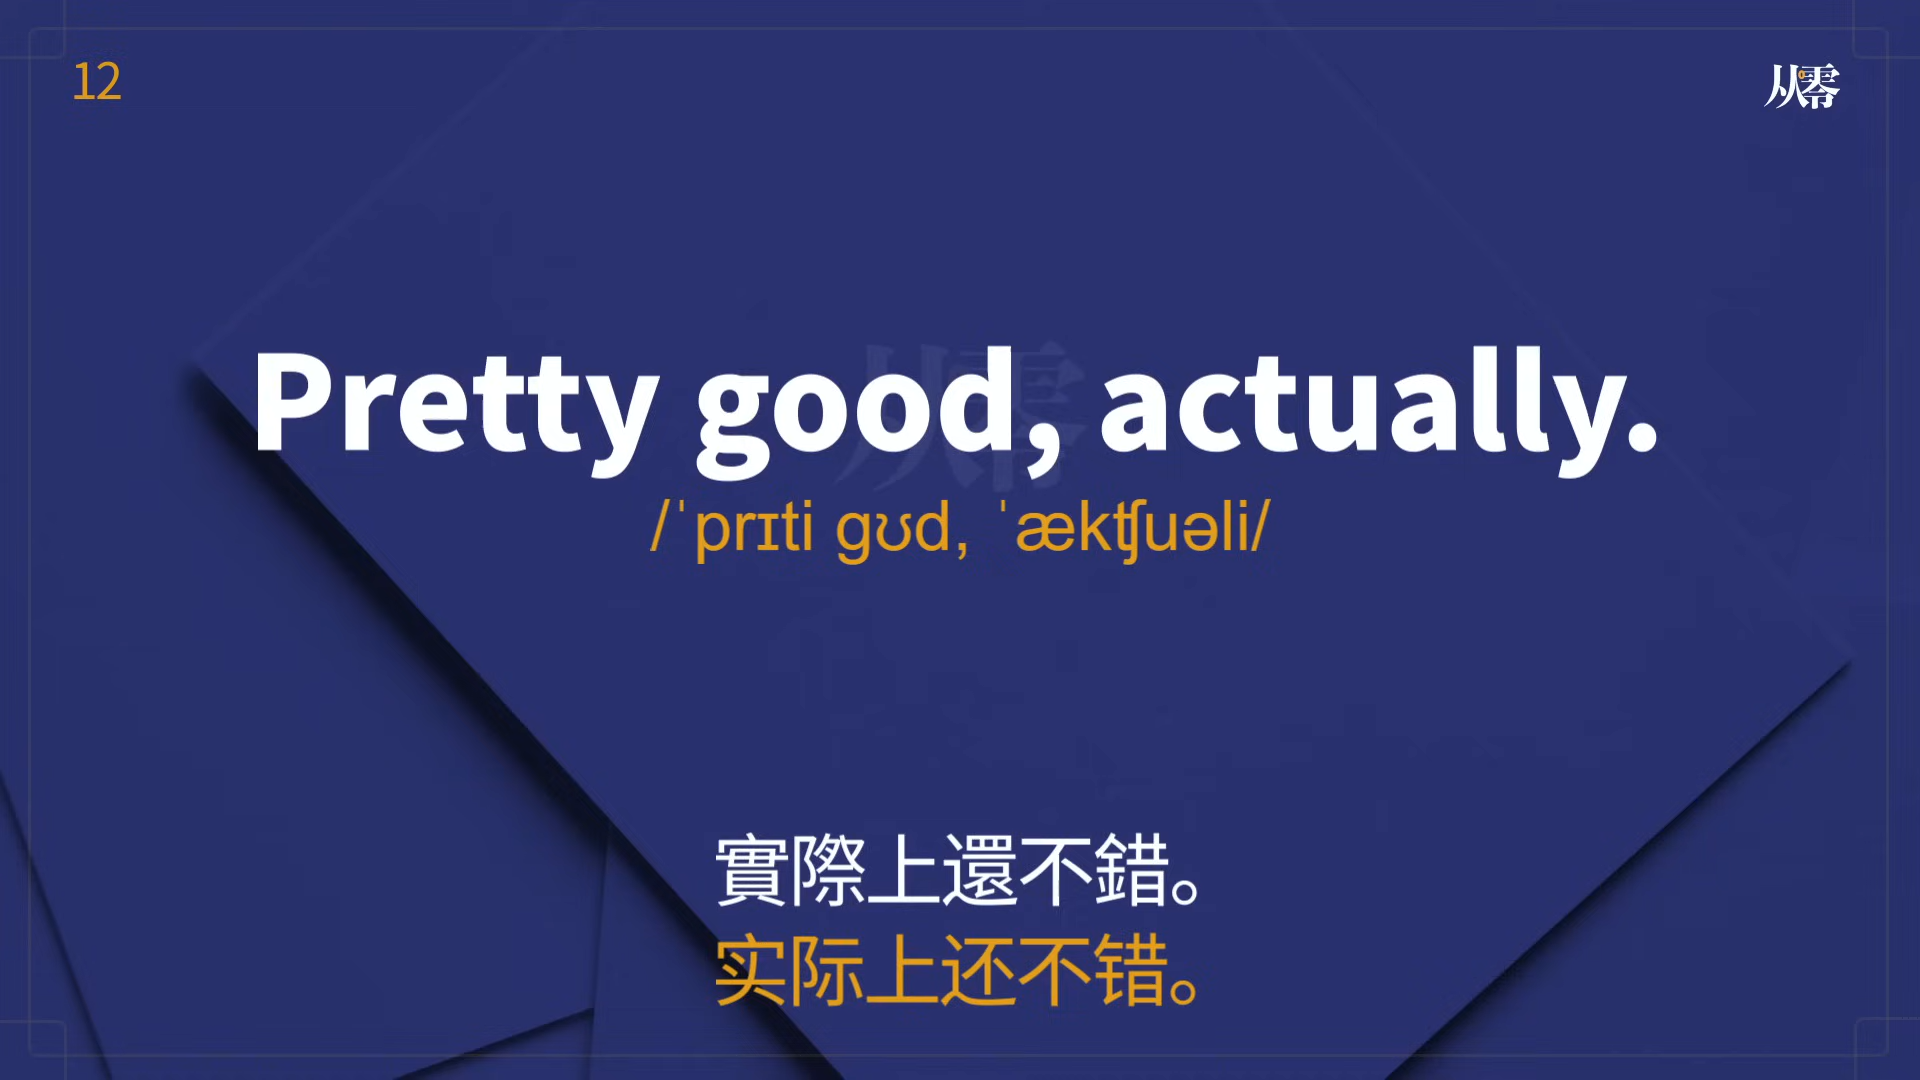 12
从零
Pretty good, actually.
/ˈprɪti gʊd, ˈækʧuəli/
實際上還不錯。
实际上还不错。